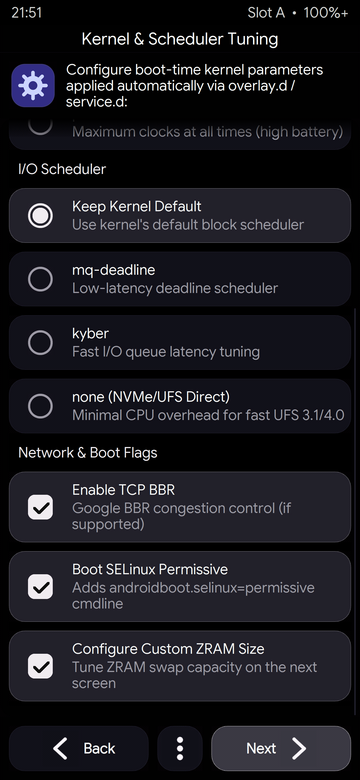 21:51
Slot A • 100%+
Kernel & Scheduler Tuning
Configure boot-time kernel parameters
applied automatically via overlay.d /
service.d:
Maximum clocks at all times (high battery)
I/O Scheduler
Keep Kernel Default
Use kernel's default block scheduler
mq-deadline
Low-latency deadline scheduler
kyber
Fast I/O queue latency tuning
none (NVMe/UFS Direct)
Minimal CPU overhead for fast UFS 3.1/4.0
Network & Boot Flags
Enable TCP BBR
Google BBR congestion control (if
supported)
Boot SELinux Permissive
Adds androidboot.selinux=permissive
cmdline
Configure Custom ZRAM Size
Tune ZRAM swap capacity on the next
screen
Back
Next